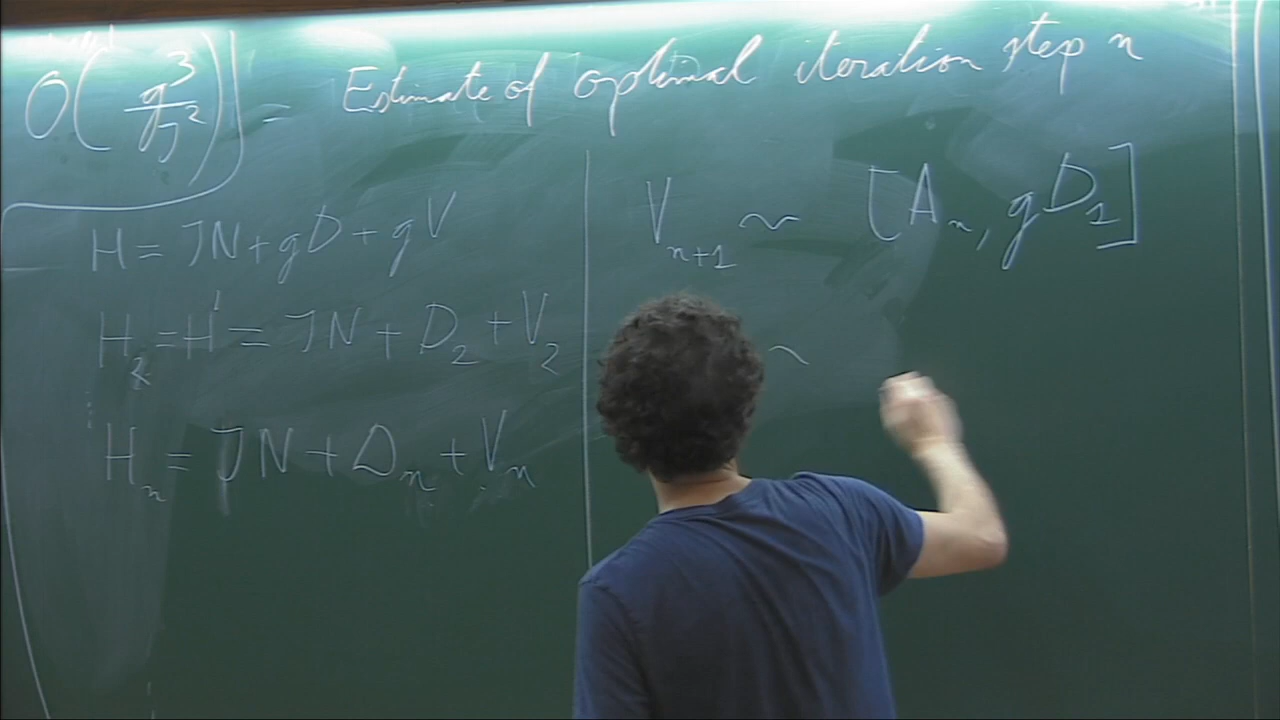 O(g³/J²) = Estimate of optimal iteration step n
H = JN + gD + gV
H₂ = H' = JN + D₂ + V₂
⋮
Hₙ = JN + Dₙ + Vₙ
Vₙ₊₁ ~ [Aₙ, gD₁]
~